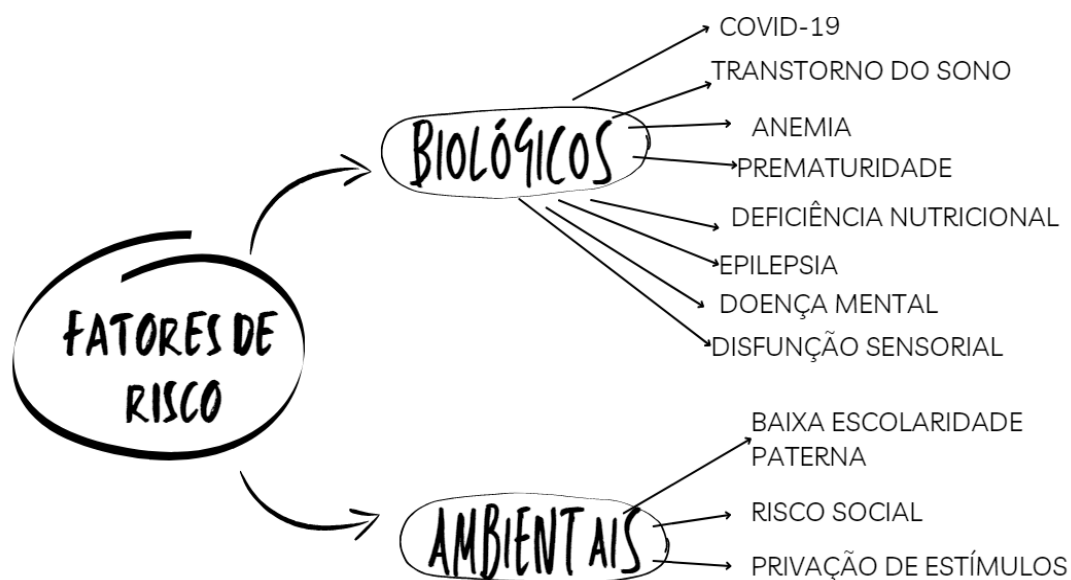 COVID-19
TRANSTORNO DO SONO
BIOLÓGICOS
ANEMIA
PREMATURIDADE
DEFICIÊNCIA NUTRICIONAL
EPILEPSIA
DOENÇA MENTAL
DISFUNÇÃO SENSORIAL
FATORES DE
RISCO
BAIXA ESCOLARIDADE
PATERNA
AMBIENTAIS
RISCO SOCIAL
PRIVAÇÃO DE ESTÍMULOS